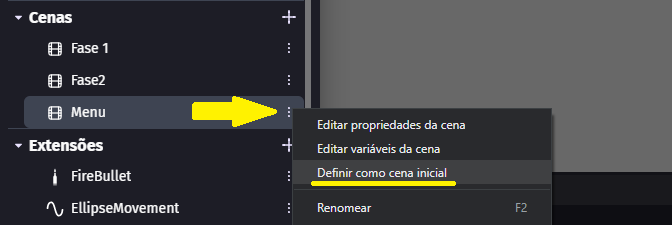 Cenas
Fase 1
Fase2
Menu
Editar propriedades da cena
Editar variáveis da cena
Definir como cena inicial
Renomear F2
Extensões
FireBullet
EllipseMovement